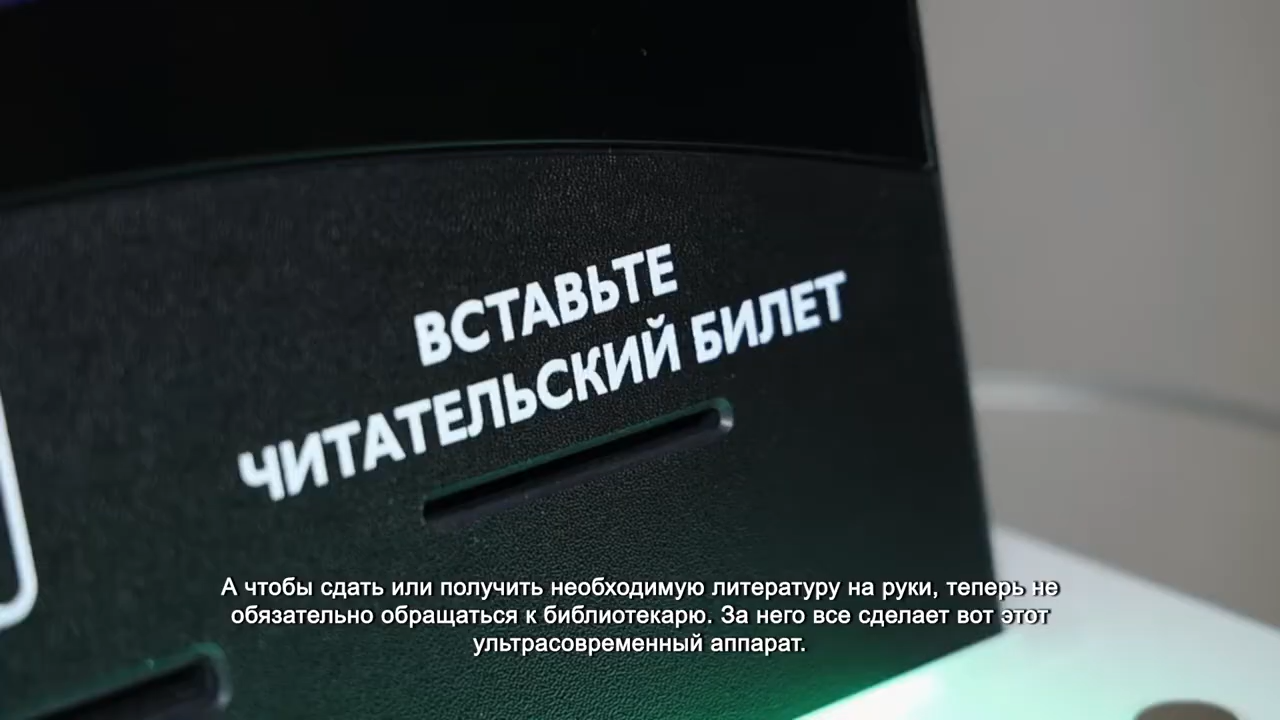 ВСТАВЬТЕ
ЧИТАТЕЛЬСКИЙ БИЛЕТ
А чтобы сдать или получить необходимую литературу на руки, теперь не
обязательно обращаться к библиотекарю. За него все сделает вот этот
ультрасовременный аппарат.